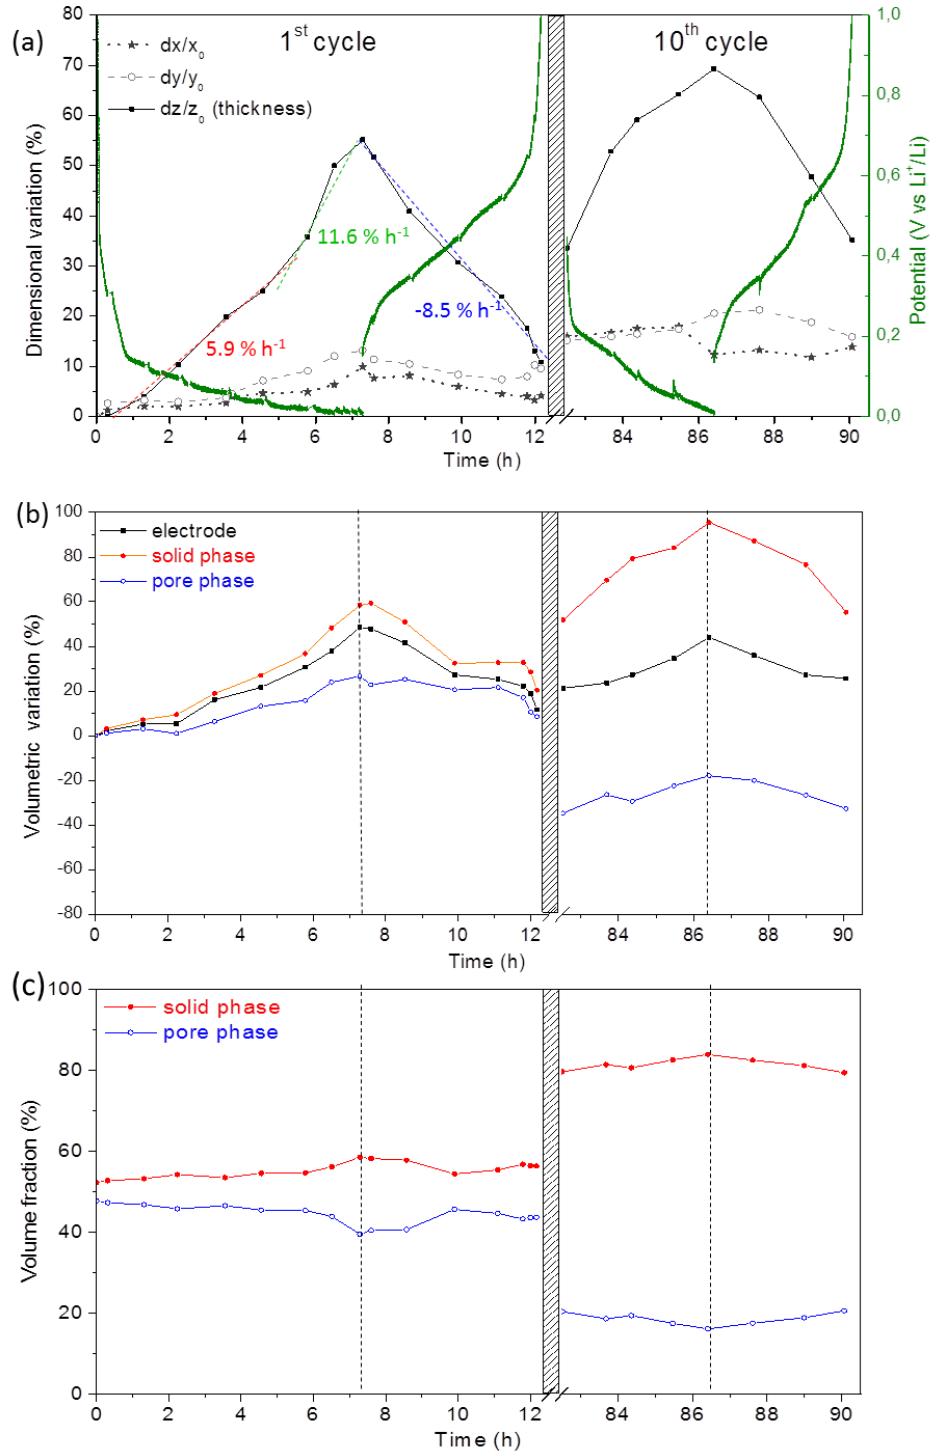 (a)
1st cycle
10th cycle
dx/x0
dy/y0
dz/z0 (thickness)
80
70
60
50
40
30
20
10
0
Dimensional variation (%)
11.6 % h-1
5.9 % h-1
-8.5 % h-1
1,0
0,8
0,6
0,4
0,2
0,0
Potential (V vs Li+/Li)
0 2 4 6 8 10 12 84 86 88 90
Time (h)
(b)
electrode
solid phase
pore phase
100
80
60
40
20
0
-20
-40
-60
-80
Volumetric variation (%)
0 2 4 6 8 10 12 84 86 88 90
Time (h)
(c)
solid phase
pore phase
100
80
60
40
20
0
Volume fraction (%)
0 2 4 6 8 10 12 84 86 88 90
Time (h)